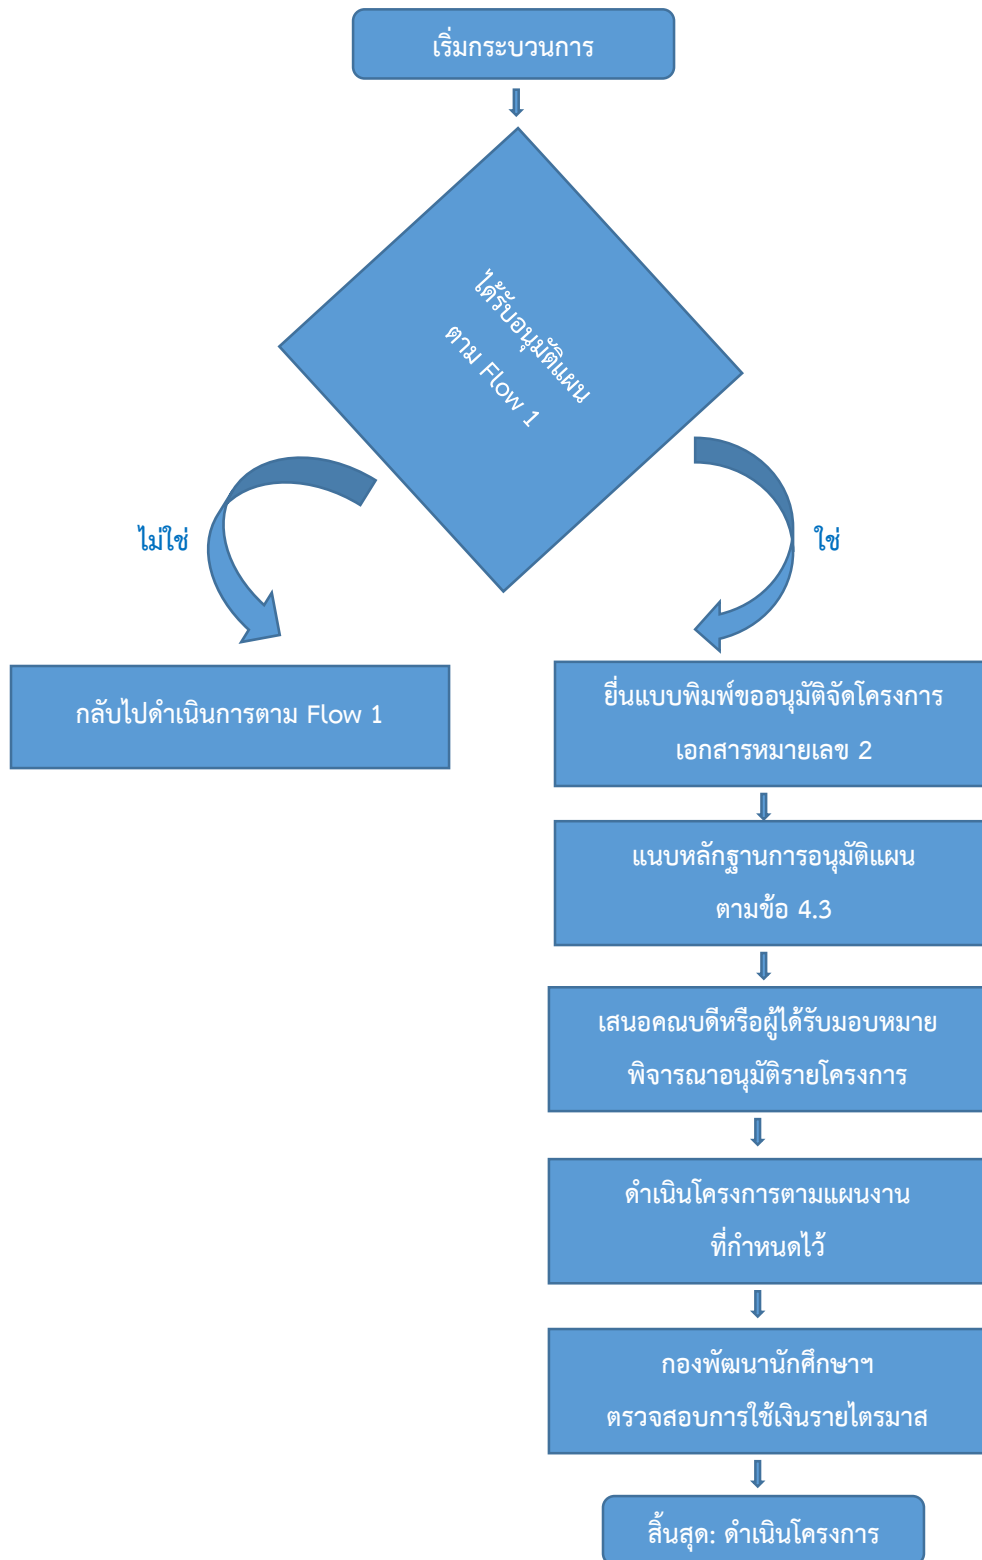 เริ่มกระบวนการ
ได้รับอนุมัติแผน
ตาม Flow 1
ไม่ใช่
ใช่
กลับไปดำเนินการตาม Flow 1
ยื่นแบบพิมพ์ขออนุมัติจัดโครงการ
เอกสารหมายเลข 2
แนบหลักฐานการอนุมัติแผน
ตามข้อ 4.3
เสนอคณบดีหรือผู้ได้รับมอบหมาย
พิจารณาอนุมัติรายโครงการ
ดำเนินโครงการตามแผนงาน
ที่กำหนดไว้
กองพัฒนานักศึกษาฯ
ตรวจสอบการใช้เงินรายไตรมาส
สิ้นสุด: ดำเนินโครงการ